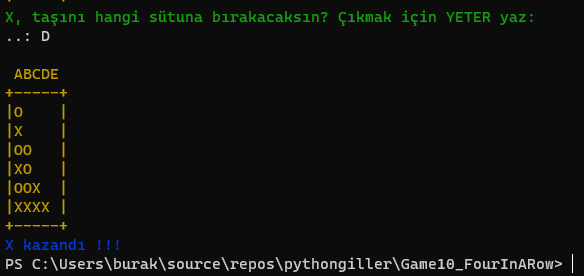 X, taşını hangi sütuna bırakacaksın? Çıkmak için YETER yaz:
..: D

 ABCDE
+-----+
|O    |
|X    |
|OO   |
|XO   |
|OOX  |
|XXXX |
+-----+
X kazandı !!!
PS C:\Users\burak\source\repos\pythongiller\Game10_FourInARow>